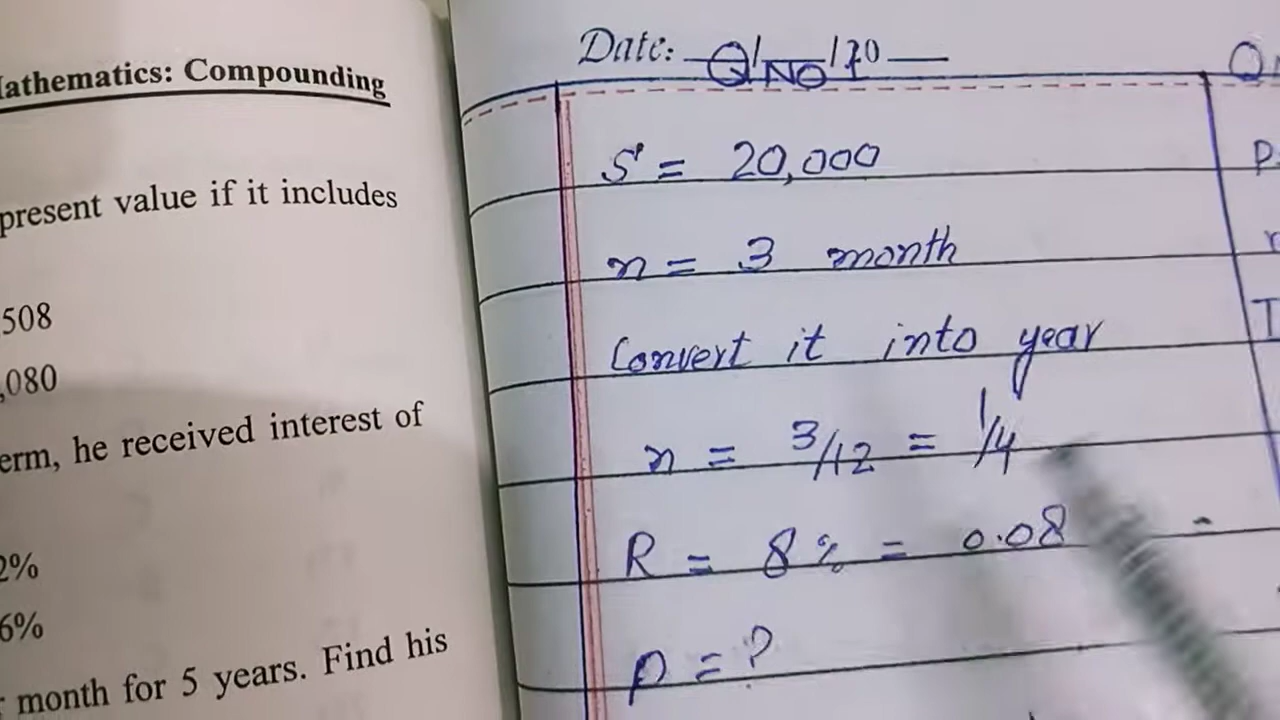 Mathematics: Compounding
present value if it includes
508
,080
erm, he received interest of
2%
6%
month for 5 years. Find his
Date: Q/NO/70
S = 20,000
n = 3 month
Convert it into year
n = 3/12 = 1/4
R = 8% = 0.08
P = ?